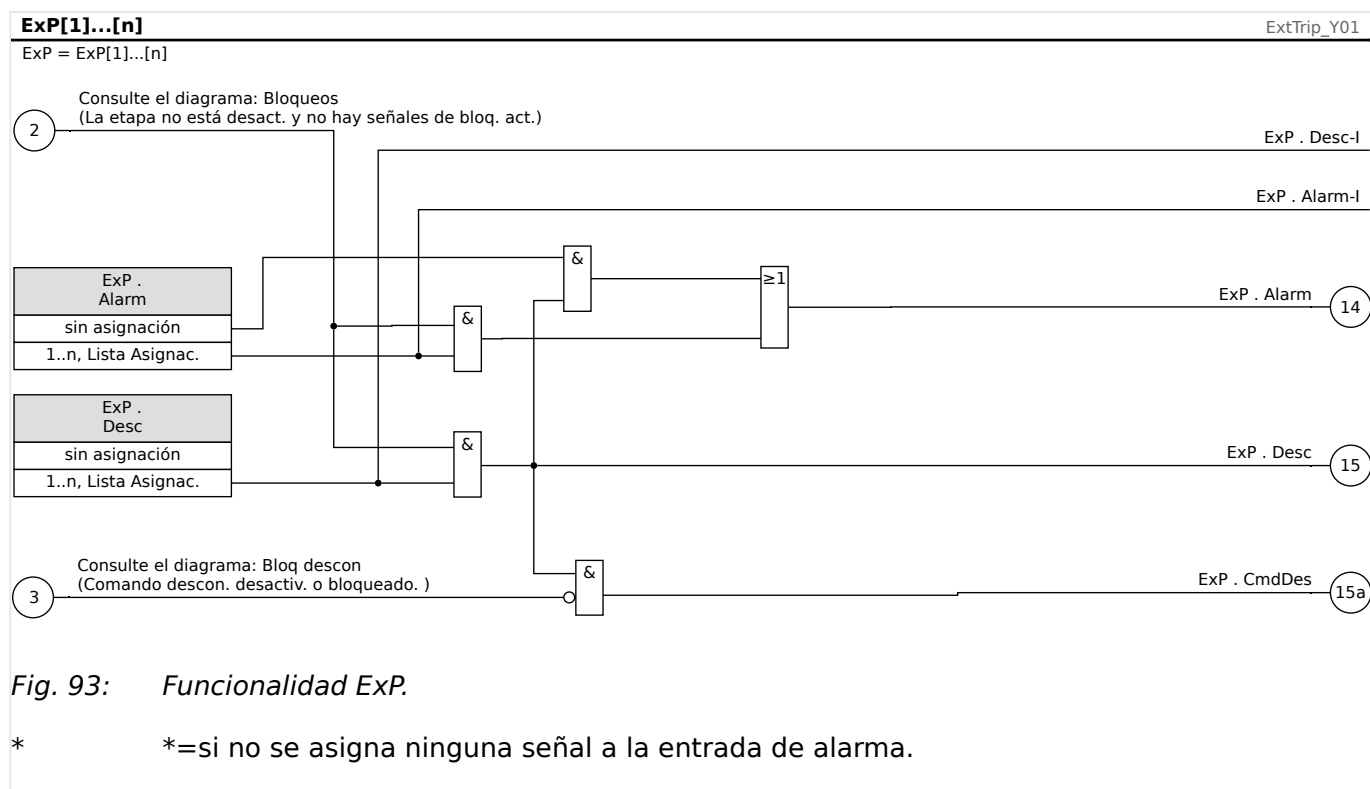 ExP[1]...[n]
ExtTrip_Y01
ExP = ExP[1]...[n]
Consulte el diagrama: Bloqueos
(La etapa no está desact. y no hay señales de bloq. act.)
2
ExP . Desc-I
ExP . Alarm-I
&
ExP .
Alarm
sin asignación
1..n, Lista Asignac.
&
≥1
ExP . Alarm
14
ExP .
Desc
sin asignación
1..n, Lista Asignac.
&
ExP . Desc
15
Consulte el diagrama: Bloq descon
(Comando descon. desactiv. o bloqueado. )
3
&
ExP . CmdDes
15a
Fig. 93: Funcionalidad ExP.
* *=si no se asigna ninguna señal a la entrada de alarma.